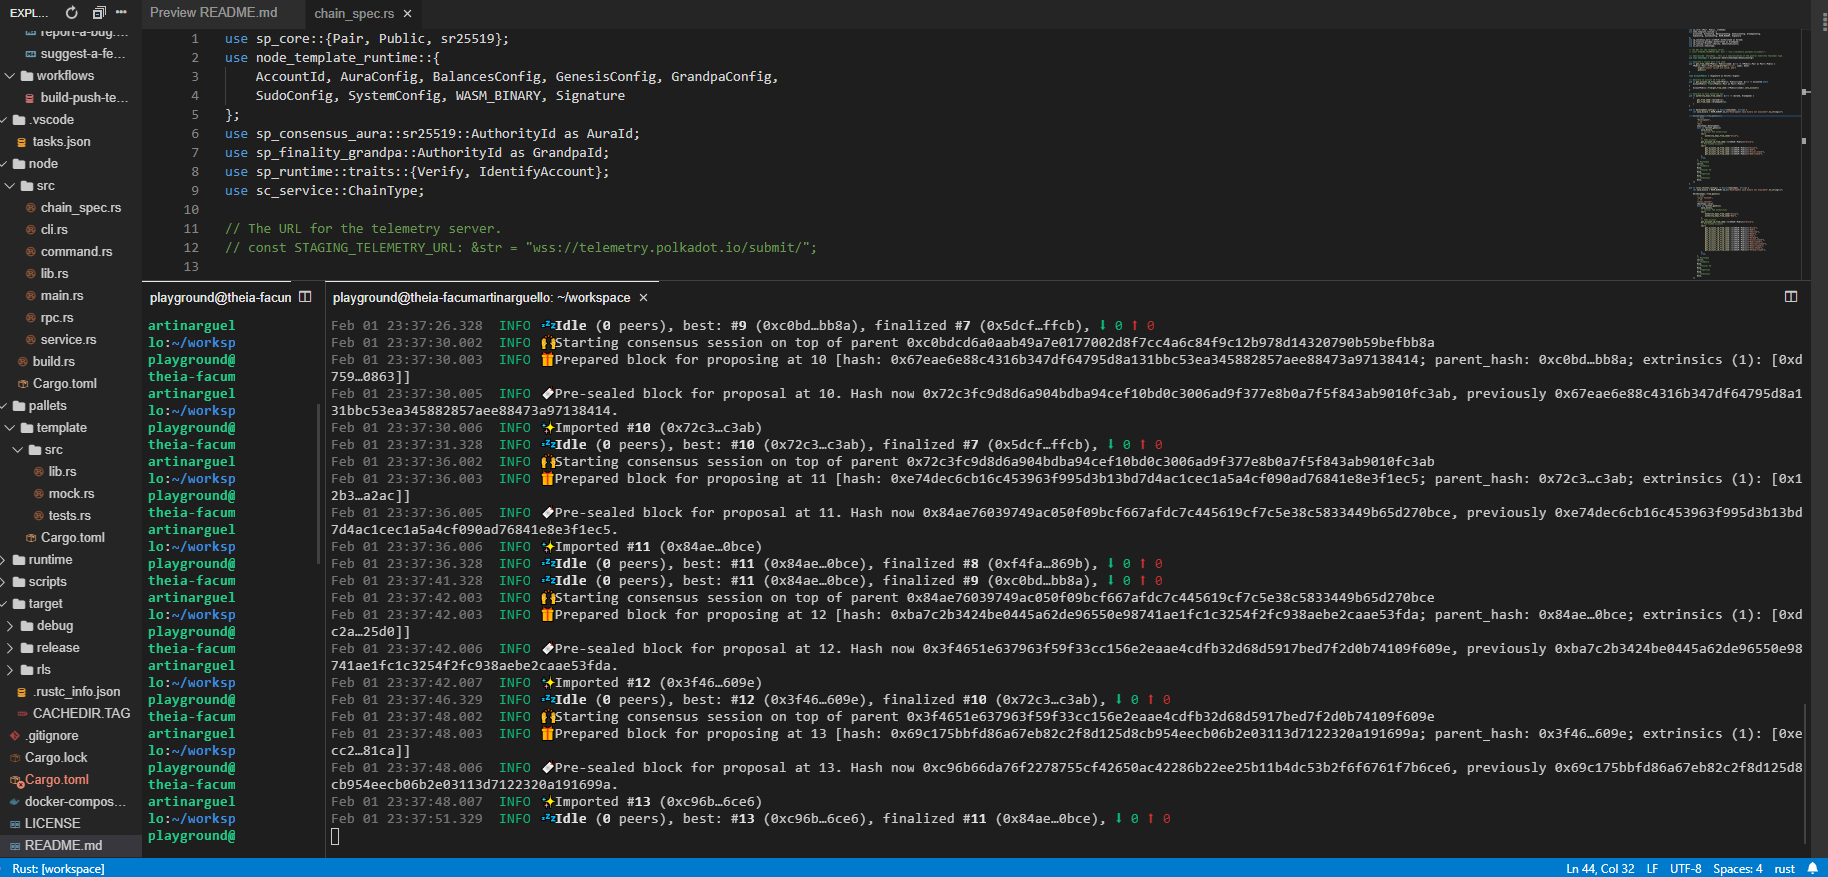 EXPL... ···
report-a-bug....
suggest-a-fe...
workflows
build-push-te...
.vscode
tasks.json
node
src
chain_spec.rs
cli.rs
command.rs
lib.rs
main.rs
rpc.rs
service.rs
build.rs
Cargo.toml
pallets
template
src
lib.rs
mock.rs
tests.rs
Cargo.toml
runtime
scripts
target
debug
release
rls
.rustc_info.json
CACHEDIR.TAG
.gitignore
Cargo.lock
Cargo.toml
docker-compos...
LICENSE
README.md
Preview README.md
chain_spec.rs ×
1 use sp_core::{Pair, Public, sr25519};
2 use node_template_runtime::{
3 AccountId, AuraConfig, BalancesConfig, GenesisConfig, GrandpaConfig,
4 SudoConfig, SystemConfig, WASM_BINARY, Signature
5 };
6 use sp_consensus_aura::sr25519::AuthorityId as AuraId;
7 use sp_finality_grandpa::AuthorityId as GrandpaId;
8 use sp_runtime::traits::{Verify, IdentifyAccount};
9 use sc_service::ChainType;
10
11 // The URL for the telemetry server.
12 // const STAGING_TELEMETRY_URL: &str = "wss://telemetry.polkadot.io/submit/";
13
playground@theia-facun
artinarguel
lo:~/worksp
playground@
theia-facum
artinarguel
lo:~/worksp
playground@
theia-facum
artinarguel
lo:~/worksp
playground@
theia-facum
artinarguel
lo:~/worksp
playground@
theia-facum
artinarguel
lo:~/worksp
playground@
theia-facum
artinarguel
lo:~/worksp
playground@
theia-facum
artinarguel
lo:~/worksp
playground@
theia-facum
artinarguel
lo:~/worksp
playground@
playground@theia-facumartinarguello: ~/workspace ×
Feb 01 23:37:26.328 INFO 💤Idle (0 peers), best: #9 (0xc0bd…bb8a), finalized #7 (0x5dcf…ffcb), ⬇ 0 ⬆ 0
Feb 01 23:37:30.002 INFO 🙌Starting consensus session on top of parent 0xc0bdcd6a0aab49a7e0177002d8f7cc4a6c84f9c12b978d14320790b59befbb8a
Feb 01 23:37:30.003 INFO 🎁Prepared block for proposing at 10 [hash: 0x67eae6e88c4316b347df64795d8a131bbc53ea345882857aee88473a97138414; parent_hash: 0xc0bd…bb8a; extrinsics (1): [0xd
759…0863]]
Feb 01 23:37:30.005 INFO 🔖Pre-sealed block for proposal at 10. Hash now 0x72c3fc9d8d6a904bdba94cef10bd0c3006ad9f377e8b0a7f5f843ab9010fc3ab, previously 0x67eae6e88c4316b347df64795d8a1
31bbc53ea345882857aee88473a97138414.
Feb 01 23:37:30.006 INFO ✨Imported #10 (0x72c3…c3ab)
Feb 01 23:37:31.328 INFO 💤Idle (0 peers), best: #10 (0x72c3…c3ab), finalized #7 (0x5dcf…ffcb), ⬇ 0 ⬆ 0
Feb 01 23:37:36.002 INFO 🙌Starting consensus session on top of parent 0x72c3fc9d8d6a904bdba94cef10bd0c3006ad9f377e8b0a7f5f843ab9010fc3ab
Feb 01 23:37:36.003 INFO 🎁Prepared block for proposing at 11 [hash: 0xe74dec6cb16c453963f995d3b13bd7d4ac1cec1a5a4cf090ad76841e8e3f1ec5; parent_hash: 0x72c3…c3ab; extrinsics (1): [0x1
2b3…a2ac]]
Feb 01 23:37:36.005 INFO 🔖Pre-sealed block for proposal at 11. Hash now 0x84ae76039749ac050f09bcf667afdc7c445619cf7c5e38c5833449b65d270bce, previously 0xe74dec6cb16c453963f995d3b13bd
7d4ac1cec1a5a4cf090ad76841e8e3f1ec5.
Feb 01 23:37:36.006 INFO ✨Imported #11 (0x84ae…0bce)
Feb 01 23:37:36.328 INFO 💤Idle (0 peers), best: #11 (0x84ae…0bce), finalized #8 (0xf4fa…869b), ⬇ 0 ⬆ 0
Feb 01 23:37:41.328 INFO 💤Idle (0 peers), best: #11 (0x84ae…0bce), finalized #9 (0xc0bd…bb8a), ⬇ 0 ⬆ 0
Feb 01 23:37:42.003 INFO 🙌Starting consensus session on top of parent 0x84ae76039749ac050f09bcf667afdc7c445619cf7c5e38c5833449b65d270bce
Feb 01 23:37:42.003 INFO 🎁Prepared block for proposing at 12 [hash: 0xba7c2b3424be0445a62de96550e98741ae1fc1c3254f2fc938aebe2caae53fda; parent_hash: 0x84ae…0bce; extrinsics (1): [0xd
c2a…25d0]]
Feb 01 23:37:42.006 INFO 🔖Pre-sealed block for proposal at 12. Hash now 0x3f4651e637963f59f33cc156e2eaae4cdfb32d68d5917bed7f2d0b74109f609e, previously 0xba7c2b3424be0445a62de96550e98
741ae1fc1c3254f2fc938aebe2caae53fda.
Feb 01 23:37:42.007 INFO ✨Imported #12 (0x3f46…609e)
Feb 01 23:37:46.329 INFO 💤Idle (0 peers), best: #12 (0x3f46…609e), finalized #10 (0x72c3…c3ab), ⬇ 0 ⬆ 0
Feb 01 23:37:48.002 INFO 🙌Starting consensus session on top of parent 0x3f4651e637963f59f33cc156e2eaae4cdfb32d68d5917bed7f2d0b74109f609e
Feb 01 23:37:48.003 INFO 🎁Prepared block for proposing at 13 [hash: 0x69c175bbfd86a67eb82c2f8d125d8cb954eecb06b2e03113d7122320a191699a; parent_hash: 0x3f46…609e; extrinsics (1): [0xe
cc2…81ca]]
Feb 01 23:37:48.006 INFO 🔖Pre-sealed block for proposal at 13. Hash now 0xc96b66da76f2278755cf42650ac42286b22ee25b11b4dc53b2f6f6761f7b6ce6, previously 0x69c175bbfd86a67eb82c2f8d125d8
cb954eecb06b2e03113d7122320a191699a.
Feb 01 23:37:48.007 INFO ✨Imported #13 (0xc96b…6ce6)
Feb 01 23:37:51.329 INFO 💤Idle (0 peers), best: #13 (0xc96b…6ce6), finalized #11 (0x84ae…0bce), ⬇ 0 ⬆ 0
Rust: [workspace]
Ln 44, Col 32 LF UTF-8 Spaces: 4 rust